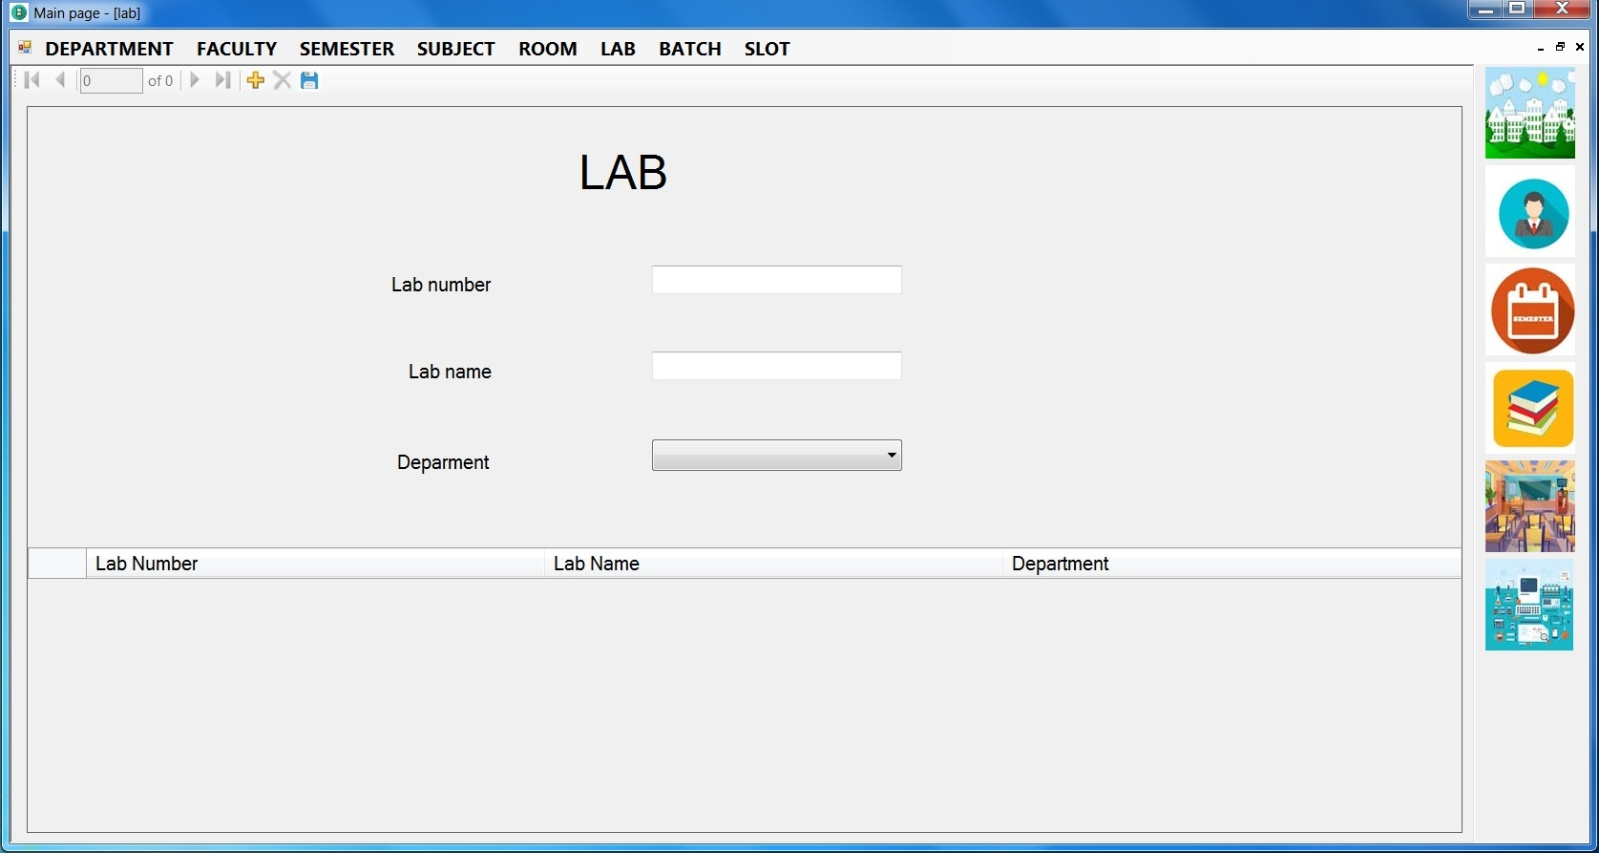 Main page - [lab]
DEPARTMENT FACULTY SEMESTER SUBJECT ROOM LAB BATCH SLOT
0 of 0
LAB
Lab number
SEMESTER
Lab name
Deparment
Lab Number Lab Name Department